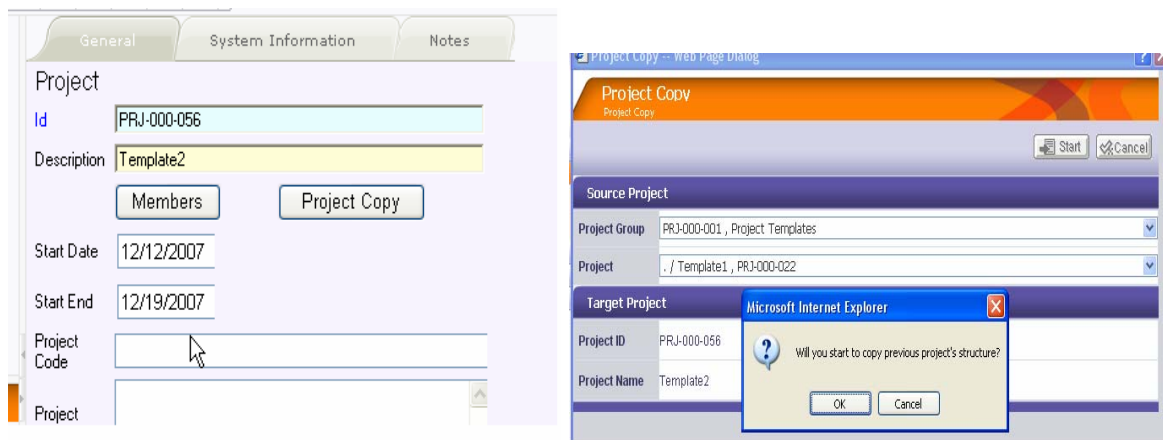 General System Information Notes
Project
Id PRJ-000-056
Description Template2
Members Project Copy
Start Date 12/12/2007
Start End 12/19/2007
Project
Code
Project
Project Copy -- Web Page Dialog
Project Copy
Project Copy
Start Cancel
Source Project
Project Group PRJ-000-001 , Project Templates
Project . / Template1 , PRJ-000-022
Target Project
Microsoft Internet Explorer
Project ID PRJ-000-056
Will you start to copy previous project's structure?
Project Name Template2
OK Cancel